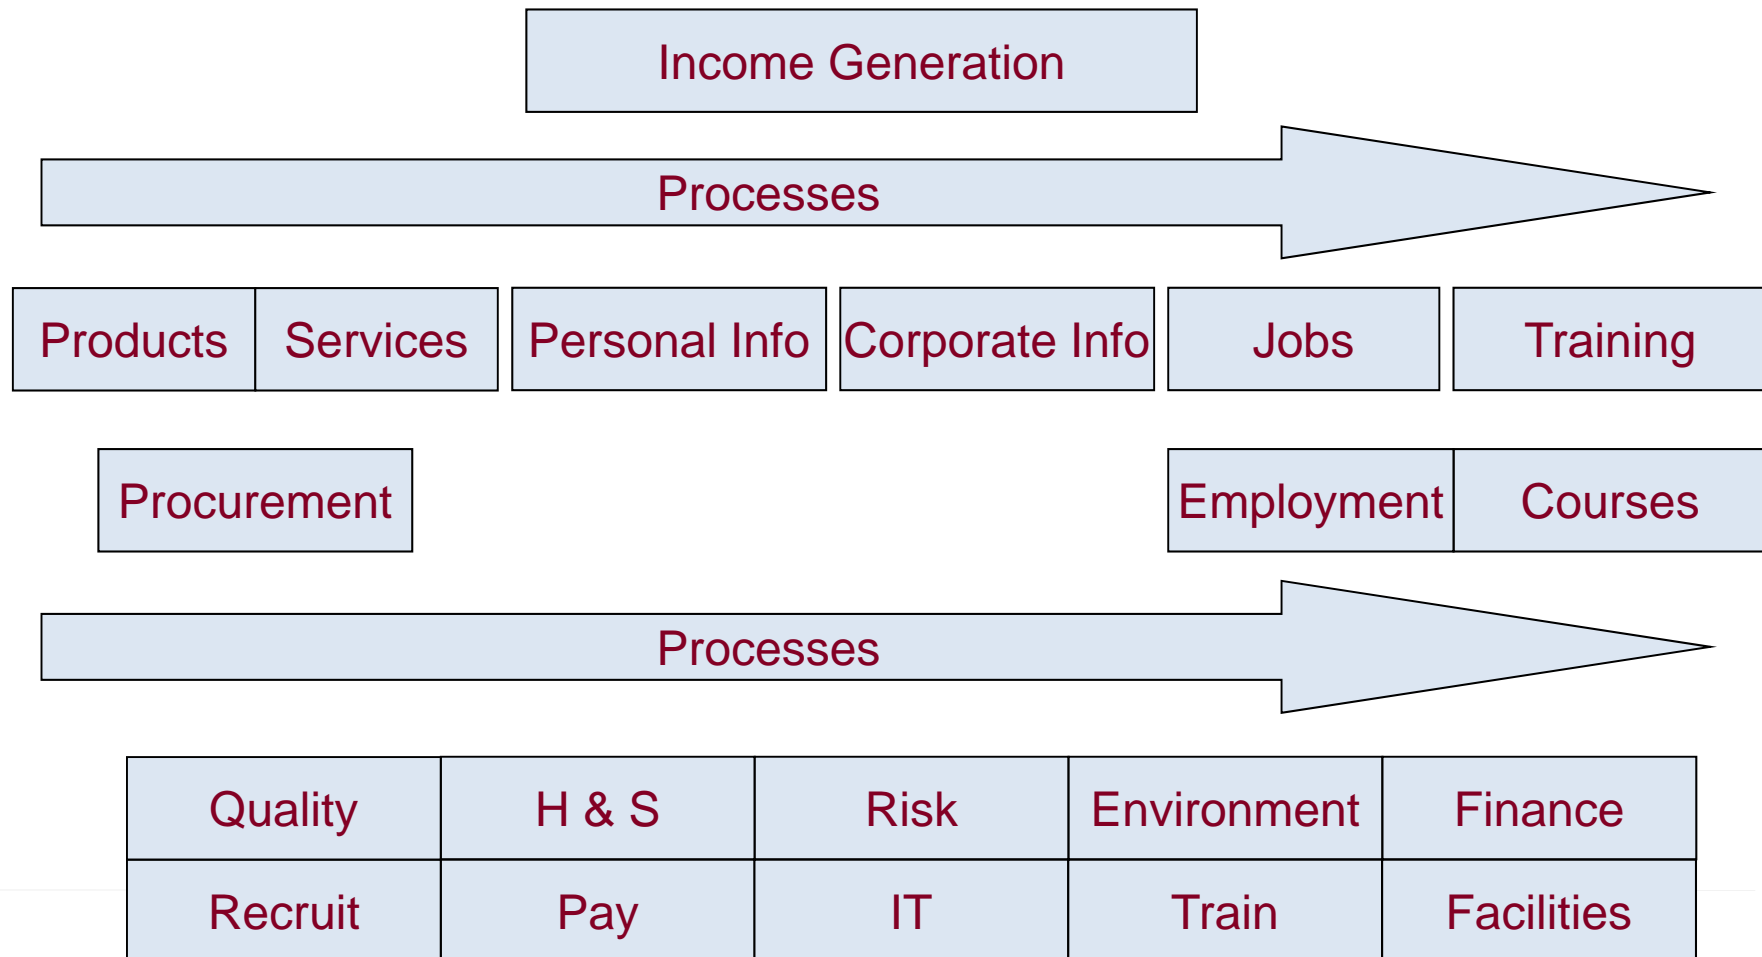 Income Generation
Processes
Products Services Personal Info Corporate Info Jobs Training
Procurement Employment Courses
Processes
Quality H & S Risk Environment Finance
Recruit Pay IT Train Facilities